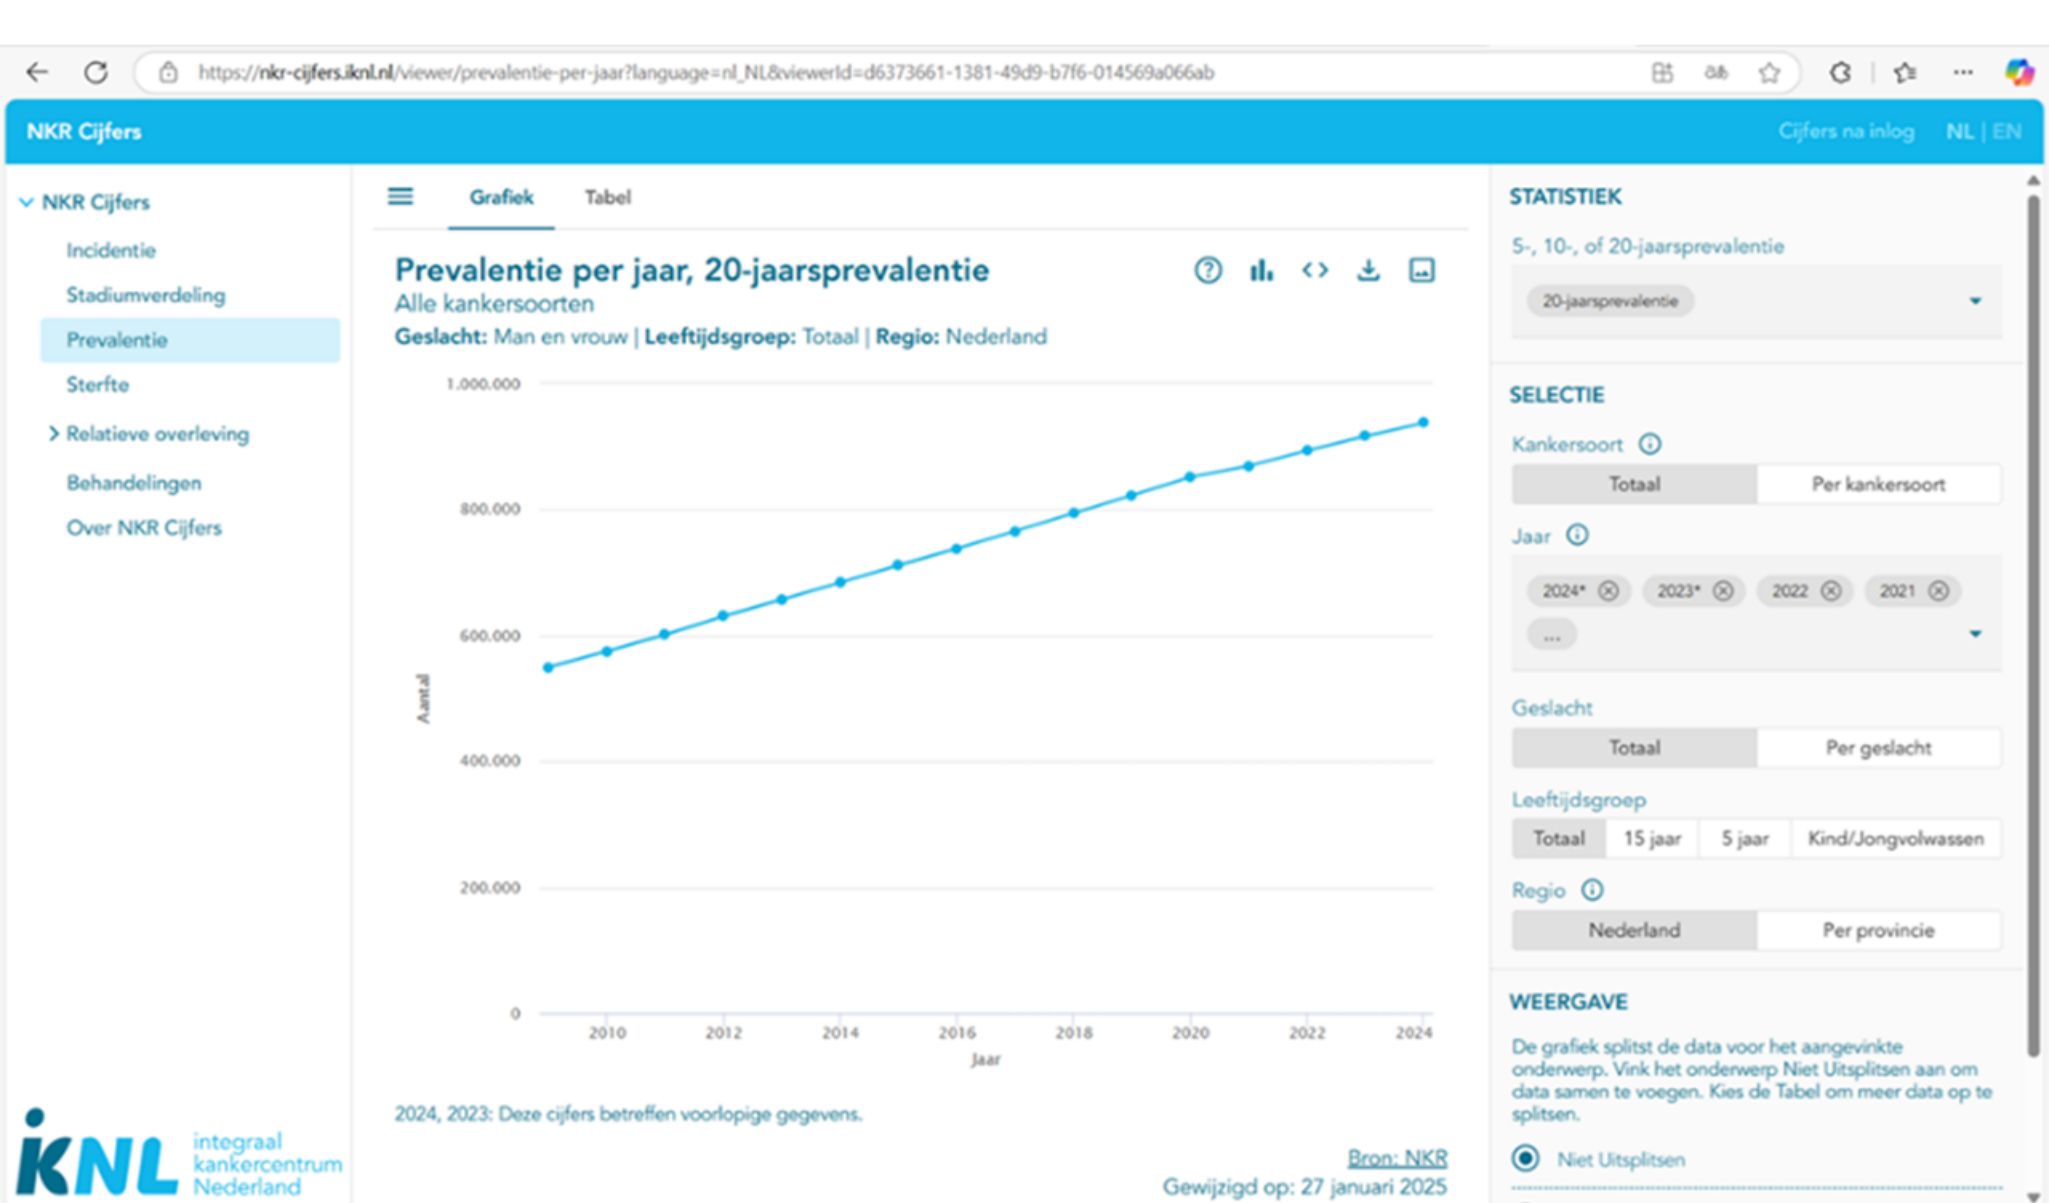 https://nkr-cijfers.iknl.nl/viewer/prevalentie-per-jaar?language=nl_NL&viewerId=d6373661-1381-49d9-b7f6-014569a066ab
NKR Cijfers
Cijfers na inlog NL | EN
NKR Cijfers
Incidentie
Stadiumverdeling
Prevalentie
Sterfte
Relatieve overleving
Behandelingen
Over NKR Cijfers
Grafiek Tabel
Prevalentie per jaar, 20-jaarsprevalentie
Alle kankersoorten
Geslacht: Man en vrouw | Leeftijdsgroep: Totaal | Regio: Nederland
1.000.000
800.000
600.000
400.000
200.000
0
Aantal
2010 2012 2014 2016 2018 2020 2022 2024
Jaar
2024, 2023: Deze cijfers betreffen voorlopige gegevens.
Bron: NKR
Gewijzigd op: 27 januari 2025
STATISTIEK
5-, 10-, of 20-jaarsprevalentie
20-jaarsprevalentie
SELECTIE
Kankersoort
Totaal Per kankersoort
Jaar
2024* 2023* 2022 2021
...
Geslacht
Totaal Per geslacht
Leeftijdsgroep
Totaal 15 jaar 5 jaar Kind/Jongvolwassen
Regio
Nederland Per provincie
WEERGAVE
De grafiek splitst de data voor het aangevinkte
onderwerp. Vink het onderwerp Niet Uitsplitsen aan om
data samen te voegen. Kies de Tabel om meer data op te
splitsen.
Niet Uitsplitsen
iKNL
integraal
kankercentrum
Nederland